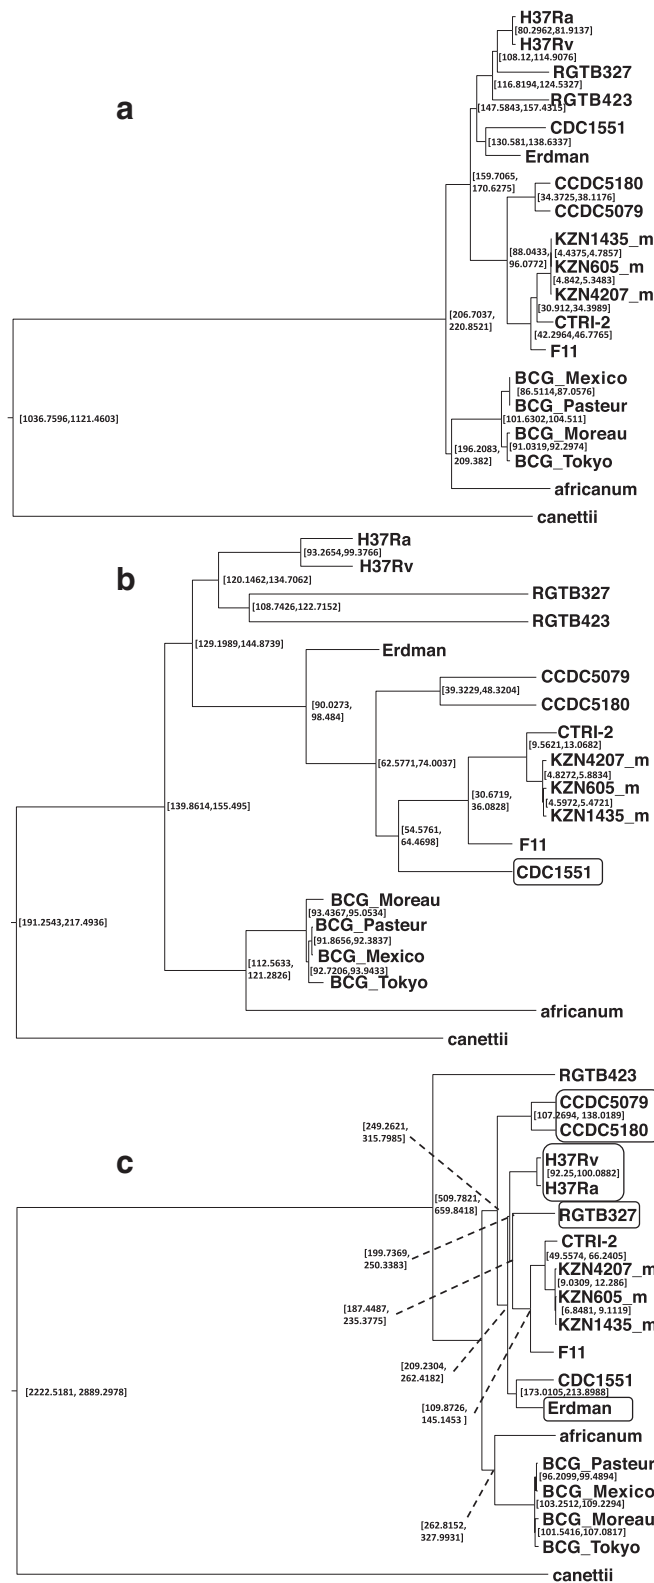 a
H37Ra
[80.2962,81.9137]
H37Rv
[108.12,114.9076]
RGTB327
[116.8194,124.5327]
RGTB423
[147.5843,157.4315]
CDC1551
[130.581,138.6337]
Erdman
[159.7065,
170.6275]
CCDC5180
[34.3725,38.1176]
CCDC5079
KZN1435_m
[88.0433,
96.0772]
[4.4375,4.7857]
KZN605_m
[4.842,5.3483]
KZN4207_m
[30.912,34.3989]
CTRI-2
[206.7037,
220.8521]
[42.2964,46.7765]
F11
BCG_Mexico
[86.5114,87.0576]
BCG_Pasteur
[1036.7596,1121.4603]
[101.6302,104.511]
BCG_Moreau
[91.0319,92.2974]
[196.2083,
209.382]
BCG_Tokyo
africanum
canettii
b
H37Ra
[93.2654,99.3766]
H37Rv
[120.1462,134.7062]
RGTB327
[108.7426,122.7152]
RGTB423
[129.1989,144.8739]
Erdman
CCDC5079
[39.3229,48.3204]
[90.0273,
98.484]
CCDC5180
CTRI-2
[9.5621,13.0682]
KZN4207_m
[62.5771,74.0037]
[4.8272,5.8834]
KZN605_m
[30.6719,
36.0828]
[4.5972,5.4721]
[139.8614,155.495]
KZN1435_m
[54.5761,
64.4698]
F11
CDC1551
BCG_Moreau
[93.4367,95.0534]
[191.2543,217.4936]
BCG_Pasteur
[91.8656,92.3837]
BCG_Mexico
[112.5633,
121.2826]
[92.7206,93.9433]
BCG_Tokyo
africanum
canettii
c
RGTB423
CCDC5079
[107.2694, 138.0189]
[249.2621,
315.7985]
CCDC5180
H37Rv
[92.25,100.0882]
H37Ra
[509.7821,
659.8418]
RGTB327
CTRI-2
[199.7369,
250.3383]
[49.5574, 66.2405]
KZN4207_m
[9.0309, 12.286]
KZN605_m
[187.4487,
235.3775]
[6.8481, 9.1119]
KZN1435_m
F11
[209.2304,
262.4182]
CDC1551
[2222.5181, 2889.2978]
[173.0105,213.8988]
Erdman
[109.8726,
145.1453 ]
africanum
BCG_Pasteur
[96.2099,99.4894]
BCG_Mexico
[103.2512,109.2294]
BCG_Moreau
[262.8152,
327.9931]
[101.5416,107.0817]
BCG_Tokyo
canettii